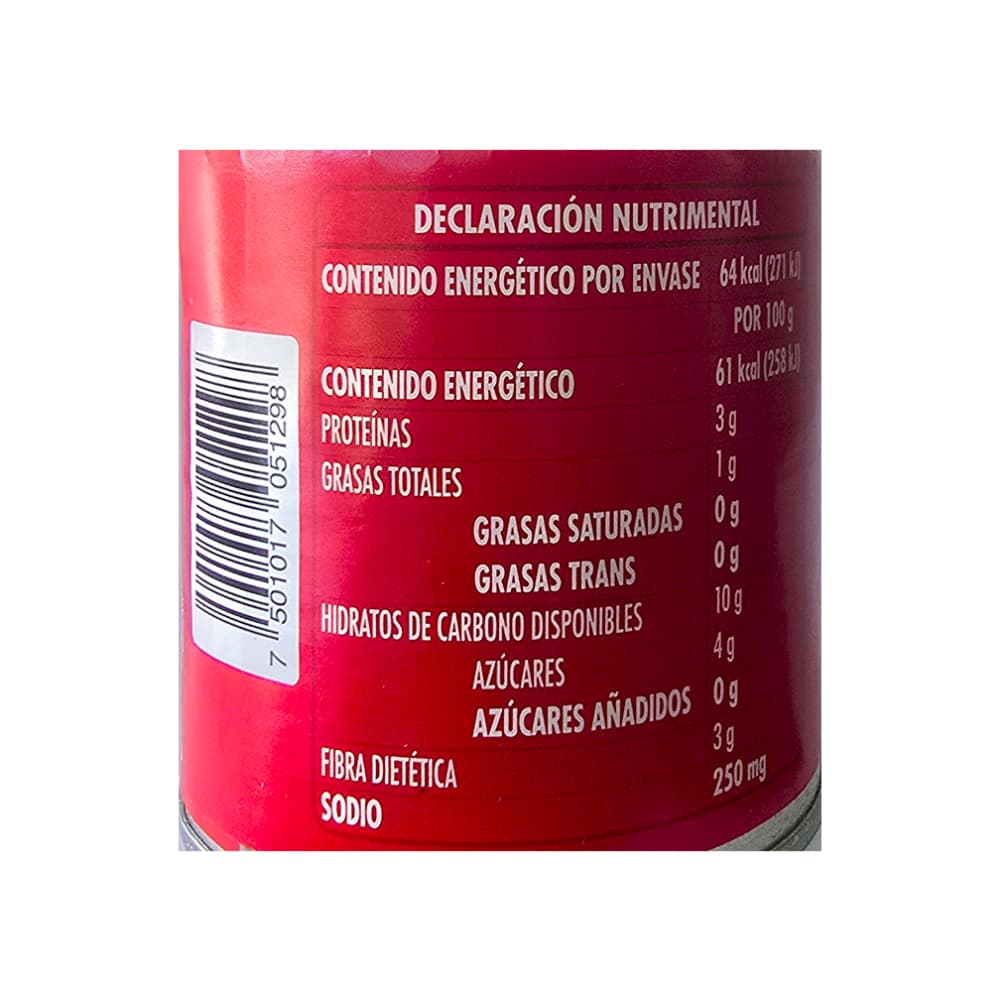 DECLARACIÓN NUTRIMENTAL
CONTENIDO ENERGÉTICO POR ENVASE 64 kcal (271 kJ)
POR 100 g
CONTENIDO ENERGÉTICO 61 kcal (258 kJ)
PROTEÍNAS 3 g
GRASAS TOTALES 1 g
GRASAS SATURADAS 0 g
GRASAS TRANS 0 g
HIDRATOS DE CARBONO DISPONIBLES 10 g
AZÚCARES 4 g
AZÚCARES AÑADIDOS 0 g
FIBRA DIETÉTICA 3 g
SODIO 250 mg
7 501017 051298